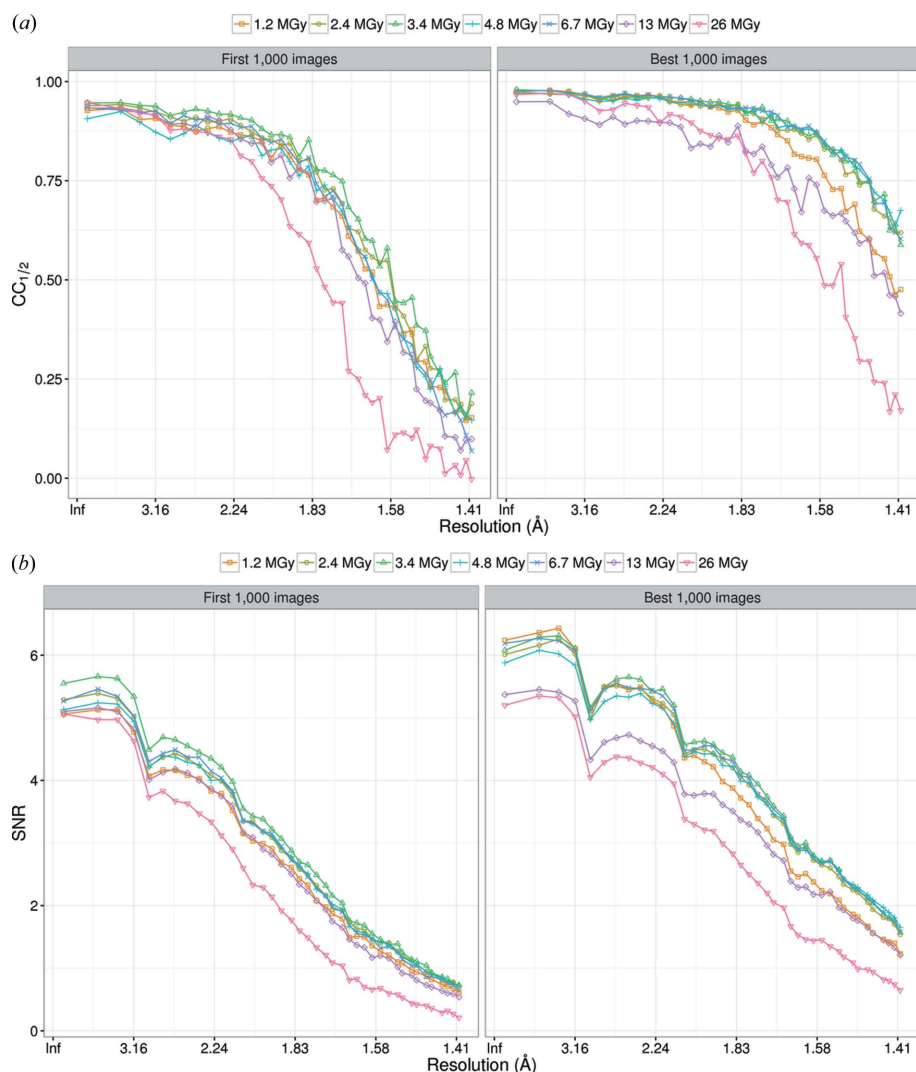 (a)
1.2 MGy 2.4 MGy 3.4 MGy 4.8 MGy 6.7 MGy 13 MGy 26 MGy
First 1,000 images Best 1,000 images
1.00
0.75
0.50
0.25
0.00
CC1/2
Inf 3.16 2.24 1.83 1.58 1.41 Inf 3.16 2.24 1.83 1.58 1.41
Resolution (Å)
(b)
1.2 MGy 2.4 MGy 3.4 MGy 4.8 MGy 6.7 MGy 13 MGy 26 MGy
First 1,000 images Best 1,000 images
6
4
2
0
SNR
Inf 3.16 2.24 1.83 1.58 1.41 Inf 3.16 2.24 1.83 1.58 1.41
Resolution (Å)